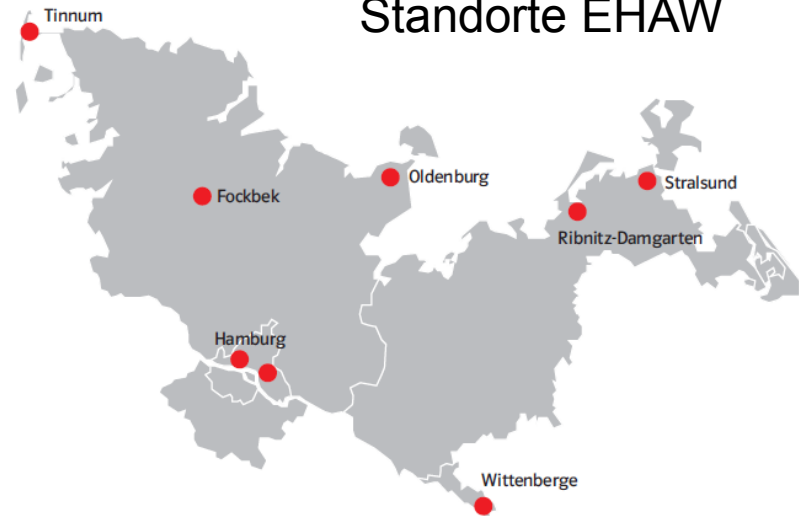 Standorte EHAW
Tinnum
Oldenburg
Stralsund
Fockbek
Ribnitz-Damgarten
Hamburg
Wittenberge